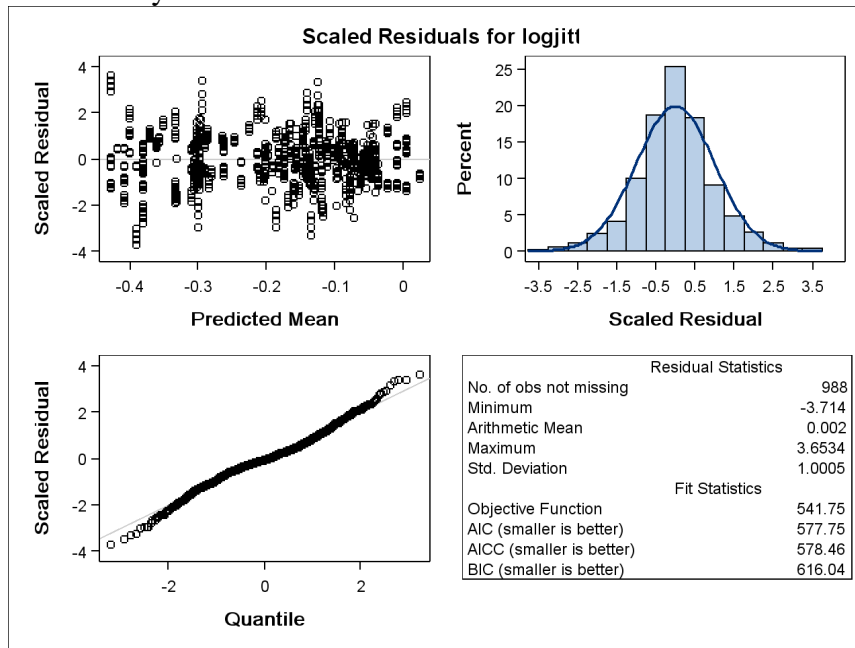 Scaled Residuals for logjitt
Scaled Residual
4
2
0
-2
-4
-0.4 -0.3 -0.2 -0.1 0
Predicted Mean
Percent
25
20
15
10
5
0
-3.5 -2.5 -1.5 -0.5 0.5 1.5 2.5 3.5
Scaled Residual
Scaled Residual
4
2
0
-2
-4
-2 0 2
Quantile
Residual Statistics
No. of obs not missing 988
Minimum -3.714
Arithmetic Mean 0.002
Maximum 3.6534
Std. Deviation 1.0005
Fit Statistics
Objective Function 541.75
AIC (smaller is better) 577.75
AICC (smaller is better) 578.46
BIC (smaller is better) 616.04